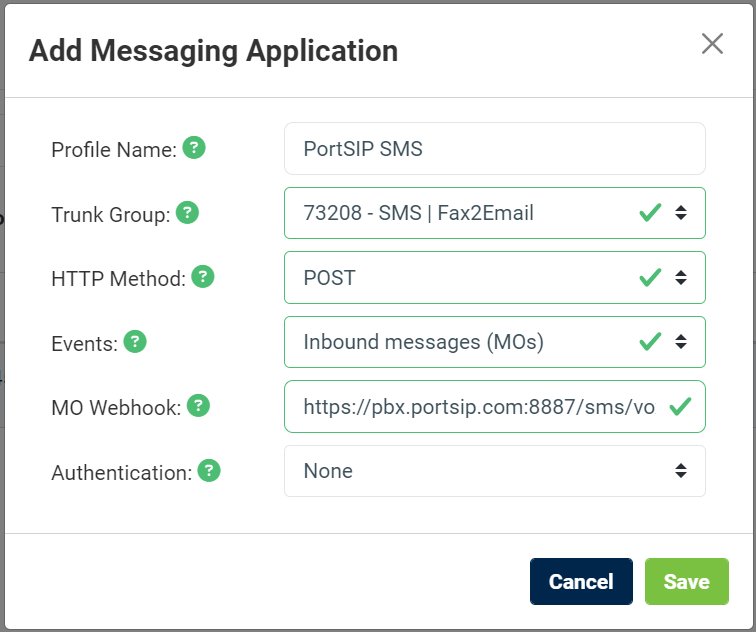 Add Messaging Application
Profile Name: ?
PortSIP SMS
Trunk Group: ?
73208 - SMS | Fax2Email
HTTP Method: ?
POST
Events: ?
Inbound messages (MOs)
MO Webhook: ?
https://pbx.portsip.com:8887/sms/vo
Authentication: ?
None
Cancel
Save